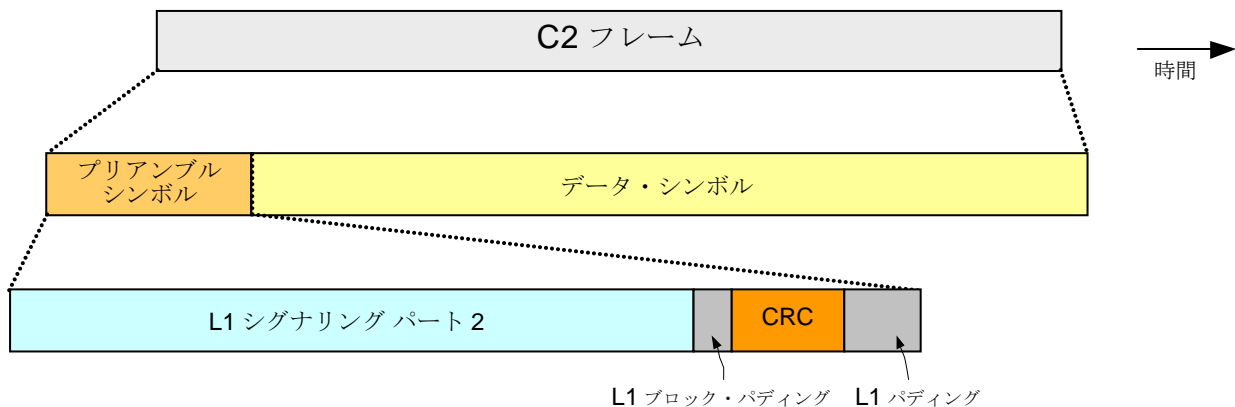 C2 フレーム
時間
プリアンブル
シンボル
データ・シンボル
L1 シグナリング パート 2
CRC
L1 ブロック・パディング
L1 パディング